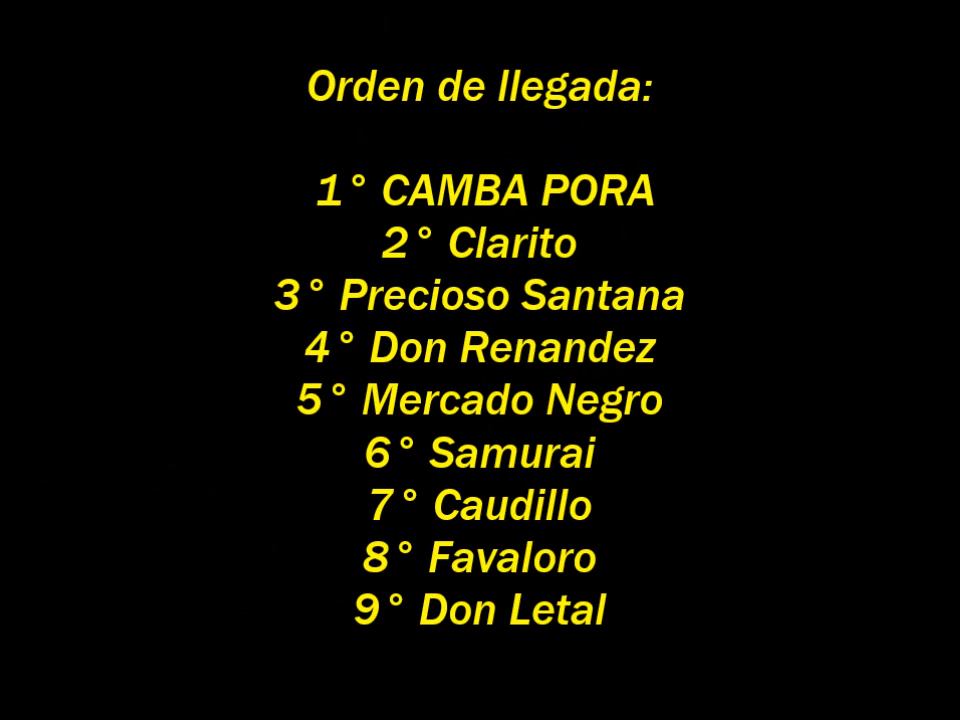 Orden de llegada:
1° CAMBA PORA
2° Clarito
3° Precioso Santana
4° Don Renandez
5° Mercado Negro
6° Samurai
7° Caudillo
8° Favaloro
9° Don Letal